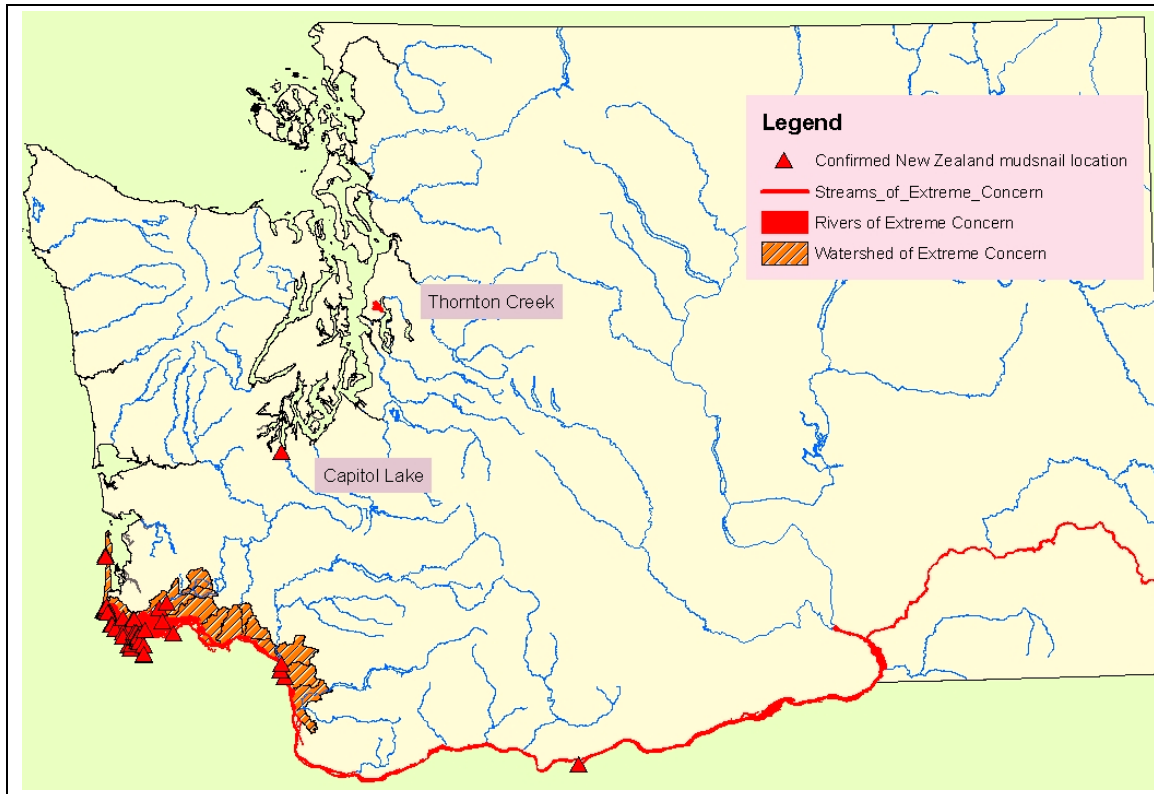 Legend
Confirmed New Zealand mudsnail location
Streams_of_Extreme_Concern
Rivers of Extreme Concern
Watershed of Extreme Concern
Thornton Creek
Capitol Lake